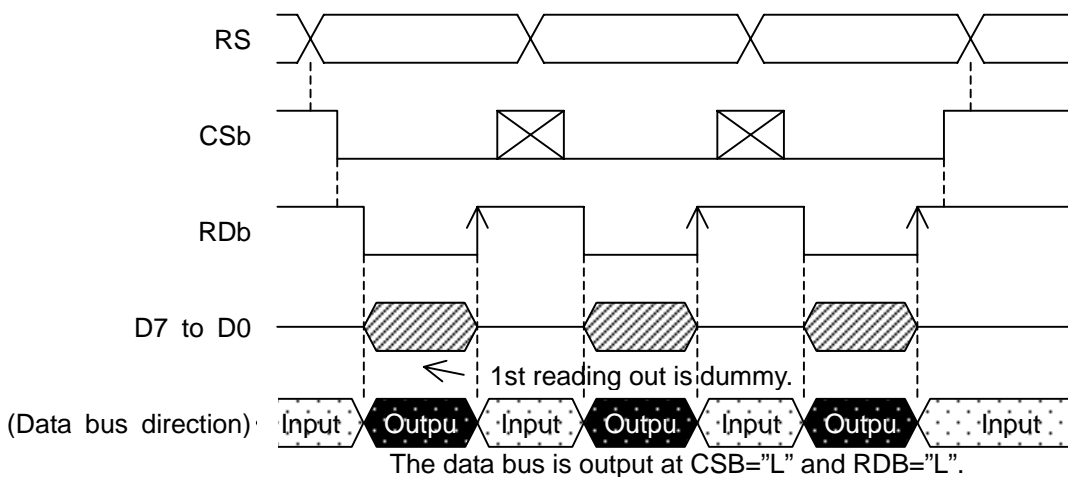 RS
CSb
RDb
D7 to D0
1st reading out is dummy.
(Data bus direction) Input Outpu Input Outpu Input Outpu Input
The data bus is output at CSB=”L” and RDB=”L”.